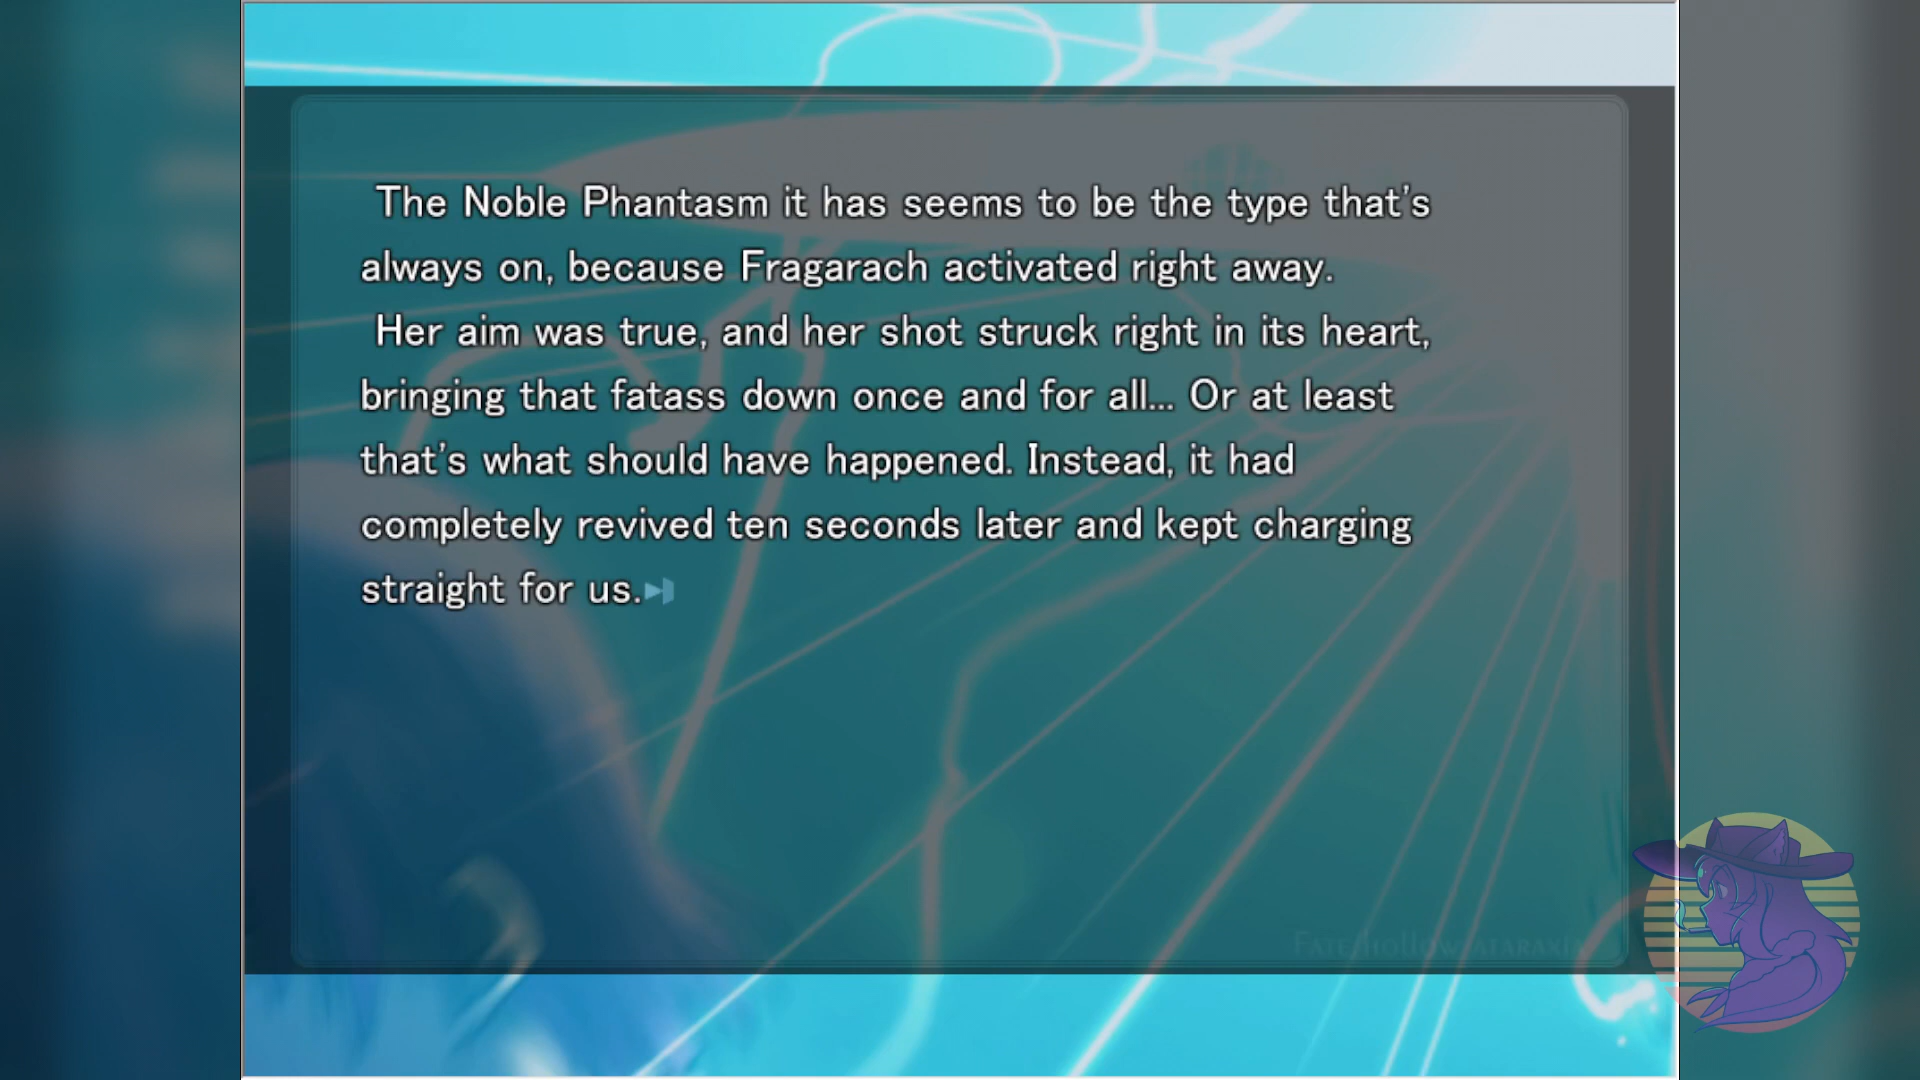 The Noble Phantasm it has seems to be the type that's
always on, because Fragarach activated right away.
Her aim was true, and her shot struck right in its heart,
bringing that fatass down once and for all... Or at least
that's what should have happened. Instead, it had
completely revived ten seconds later and kept charging
straight for us.
Fate/hollow ataraxia